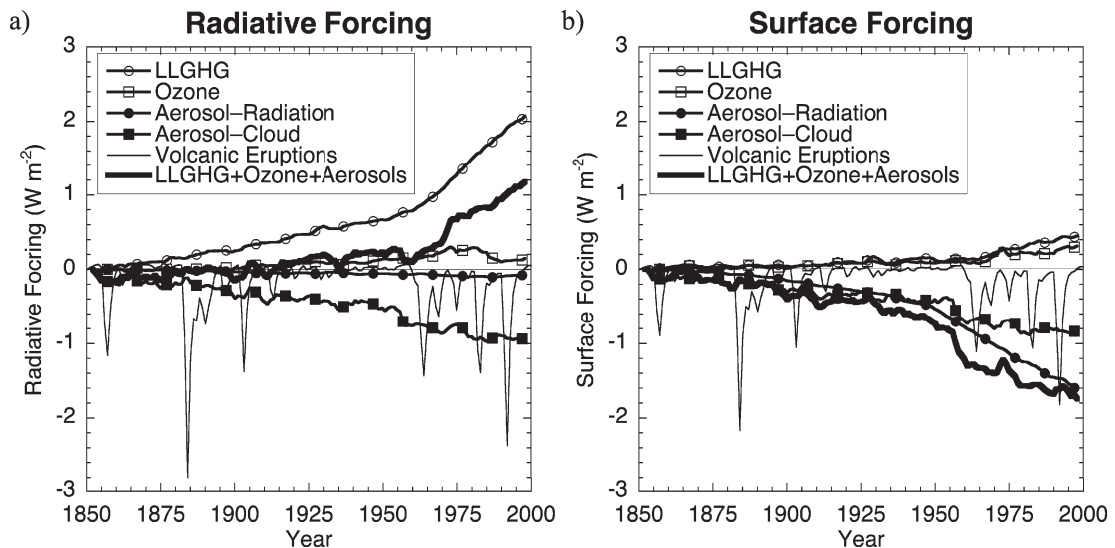 a)
Radiative Forcing
Radiative Focring (W m-2)
3
2
1
0
-1
-2
-3
LLGHG
Ozone
Aerosol–Radiation
Aerosol–Cloud
Volcanic Eruptions
LLGHG+Ozone+Aerosols
1850 1875 1900 1925 1950 1975 2000
Year
b)
Surface Forcing
Surface Forcing (W m-2)
3
2
1
0
-1
-2
-3
LLGHG
Ozone
Aerosol–Radiation
Aerosol–Cloud
Volcanic Eruptions
LLGHG+Ozone+Aerosols
1850 1875 1900 1925 1950 1975 2000
Year